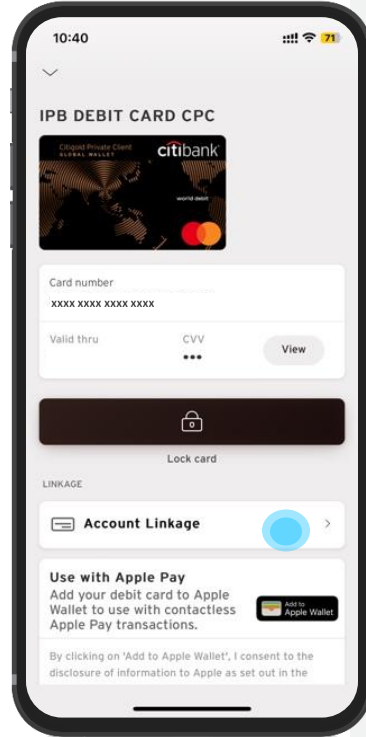 10:40
71
IPB DEBIT CARD CPC
Citigold Private Client
GLOBAL WALLET
citibank
world debit
Card number
xxxx xxxx xxxx xxxx
Valid thru CVV
••• View
Lock card
LINKAGE
Account Linkage
Use with Apple Pay
Add your debit card to Apple
Wallet to use with contactless
Apple Pay transactions.
Add to
Apple Wallet
By clicking on 'Add to Apple Wallet', I consent to the
disclosure of information to Apple as set out in the